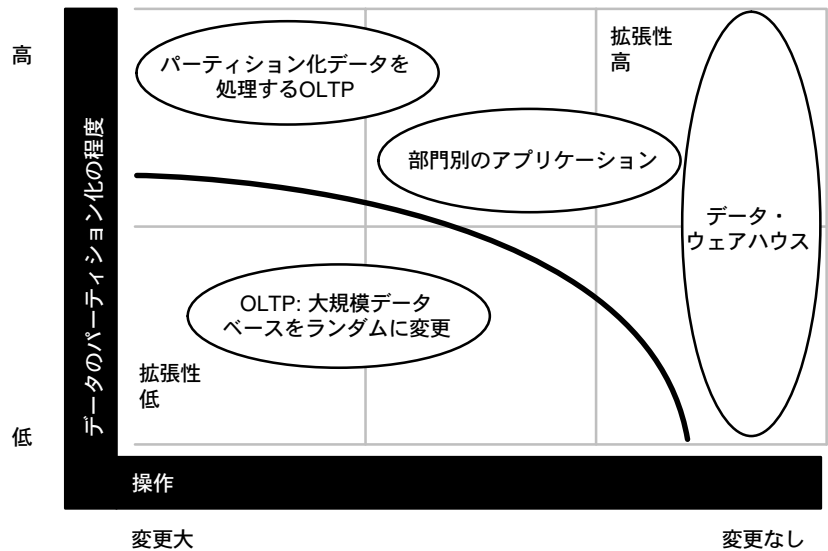 高
拡張性
高
パーティション化データを
処理するOLTP
データのパーティション化の程度
部門別のアプリケーション
データ・
ウェアハウス
OLTP: 大規模データ
ベースをランダムに変更
拡張性
低
低
操作
変更大
変更なし